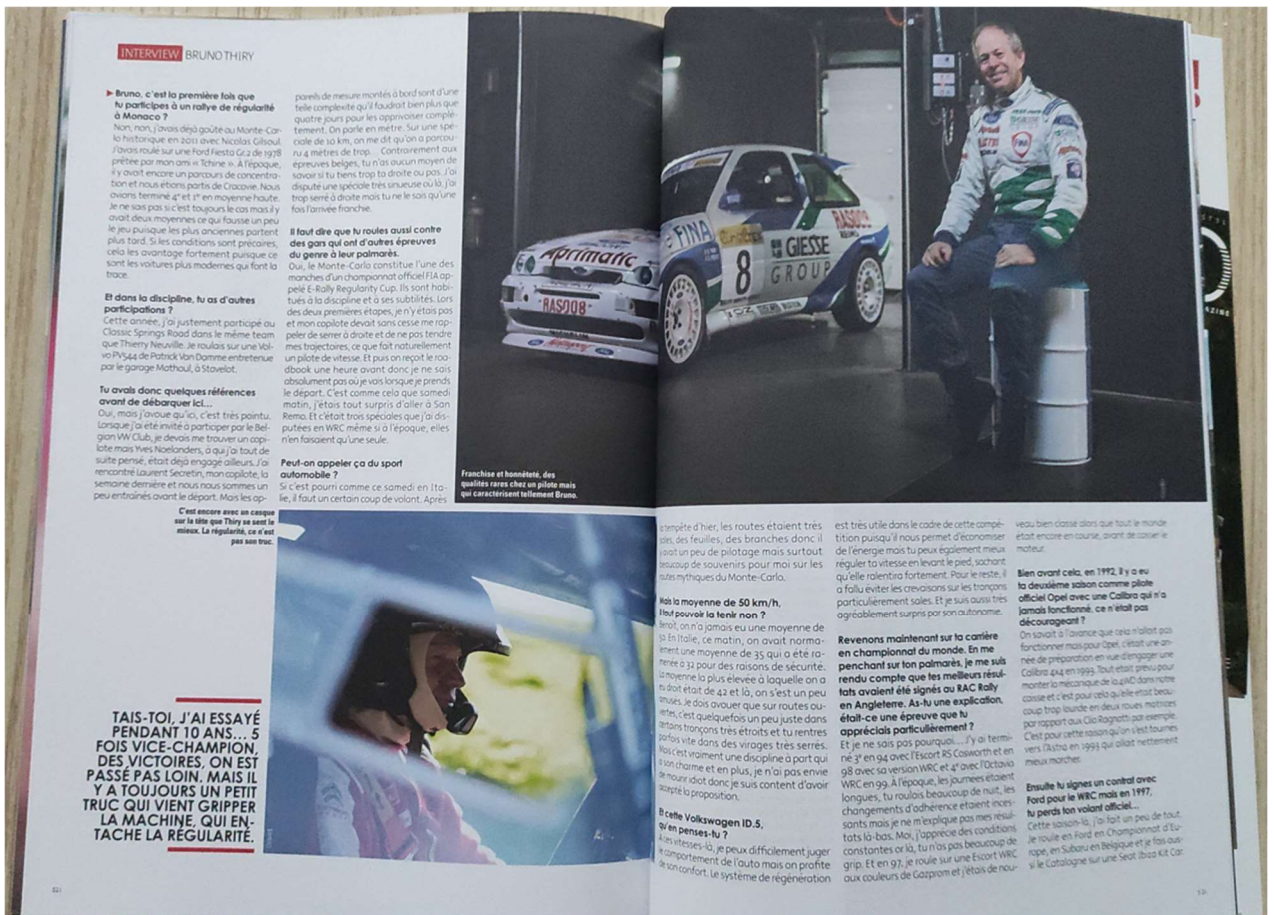 INTERVIEW BRUNO THIRY
►Bruno, c'est la première fois que
tu participes à un rallye de régularité
à Monaco ?
Non, non, j'avais déjà goûté au Monte-Car-
lo historique en 2011 avec Nicolas Gilsoul.
J'avais roulé sur une Ford Fiesta Gr.2 de 1978
prêtée par mon ami « Tchine ». À l'époque,
il y avait encore un parcours de concentra-
tion et nous étions partis de Cracovie. Nous
avions terminé 4e et 1er en moyenne haute.
Je ne sais pas si c'est toujours le cas mais il y
avait deux moyennes ce qui fausse un peu
le jeu puisque les plus anciennes partent
plus tard. Si les conditions sont précaires,
cela les avantage fortement puisque ce
sont les voitures plus modernes qui font la
trace.
Et dans la discipline, tu as d'autres
participations ?
Cette année, j'ai justement participé au
Classic Springs Road dans le même team
que Thierry Neuville. Je roulais sur une Vol-
vo PV544 de Patrick Van Damme entretenue
par le garage Mathoul, à Stavelot.
Tu avais donc quelques références
avant de débarquer ici...
Oui, mais j'avoue qu'ici, c'est très pointu.
Lorsque j'ai été invité à participer par le Bel-
gian VW Club, je devais me trouver un copi-
lote mais Yves Noelanders, à qui j'ai tout de
suite pensé, était déjà engagé ailleurs. J'ai
rencontré Laurent Secretin, mon copilote, la
semaine dernière et nous nous sommes un
peu entraînés avant le départ. Mais les ap-
pareils de mesure montés à bord sont d'une
telle complexité qu'il faudrait bien plus que
quatre jours pour les apprivoiser complè-
tement. On parle en mètre. Sur une spé-
ciale de 10 km, on me dit qu'on a parcou-
ru 4 mètres de trop... Contrairement aux
épreuves belges, tu n'as aucun moyen de
savoir si tu tiens trop ta droite ou pas. J'ai
disputé une spéciale très sinueuse où là, j'ai
trop serré à droite mais tu ne le sais qu'une
fois l'arrivée franchie.
Il faut dire que tu roules aussi contre
des gars qui ont d'autres épreuves
du genre à leur palmarès.
Oui, le Monte-Carlo constitue l'une des
manches d'un championnat officiel FIA ap-
pelé E-Rally Regularity Cup. Ils sont habi-
tués à la discipline et à ses subtilités. Lors
des deux premières étapes, je n'y étais pas
et mon copilote devait sans cesse me rap-
peler de serrer à droite et de ne pas tendre
mes trajectoires, ce que fait naturellement
un pilote de vitesse. Et puis on reçoit le roa-
dbook une heure avant donc je ne sais
absolument pas où je vais lorsque je prends
le départ. C'est comme cela que samedi
matin, j'étais tout surpris d'aller à San
Remo. Et c'était trois spéciales que j'ai dis-
putées en WRC même si à l'époque, elles
n'en faisaient qu'une seule.
Peut-on appeler ça du sport
automobile ?
Si c'est pourri comme ce samedi en Ita-
lie, il faut un certain coup de volant. Après
Franchise et honnêteté, des
qualités rares chez un pilote mais
qui caractérisent tellement Bruno.
FINA
Aprimatic
RAS008
8
GIESSE
GROUP
RAS008
FINA
C'est encore avec un casque
sur la tête que Thiry se sent le
mieux. La régularité, ce n'est
pas son truc.
TAIS-TOI, J'AI ESSAYÉ
PENDANT 10 ANS... 5
FOIS VICE-CHAMPION,
DES VICTOIRES, ON EST
PASSÉ PAS LOIN. MAIS IL
Y A TOUJOURS UN PETIT
TRUC QUI VIENT GRIPPER
LA MACHINE, QUI EN-
TACHE LA RÉGULARITÉ.
tempête d'hier, les routes étaient très
sales, des feuilles, des branches donc il
y avait un peu de pilotage mais surtout
beaucoup de souvenirs pour moi sur les
routes mythiques du Monte-Carlo.
Mais la moyenne de 50 km/h,
il faut pouvoir la tenir non ?
Benoît, on n'a jamais eu une moyenne de
50. En Italie, ce matin, on avait norma-
lement une moyenne de 35 qui a été ra-
menée à 32 pour des raisons de sécurité.
La moyenne la plus élevée à laquelle on a
eu droit était de 42 et là, on s'est un peu
amusés. Je dois avouer que sur routes ou-
vertes, c'est quelquefois un peu juste dans
certains tronçons très étroits et tu rentres
parfois vite dans des virages très serrés.
Mais c'est vraiment une discipline à part qui
a son charme et en plus, je n'ai pas envie
de mourir idiot donc je suis content d'avoir
accepté la proposition.
Et cette Volkswagen ID.5,
qu'en penses-tu ?
A ces vitesses-là, je peux difficilement juger
le comportement de l'auto mais on profite
de son confort. Le système de régénération
est très utile dans le cadre de cette compé-
tition puisqu'il nous permet d'économiser
de l'énergie mais tu peux également mieux
réguler ta vitesse en levant le pied, sachant
qu'elle ralentira fortement. Pour le reste, il
a fallu éviter les crevaisons sur les tronçons
particulièrement sales. Et je suis aussi très
agréablement surpris par son autonomie.
Revenons maintenant sur ta carrière
en championnat du monde. En me
penchant sur ton palmarès, je me suis
rendu compte que tes meilleurs résul-
tats avaient été signés au RAC Rally
en Angleterre. As-tu une explication,
était-ce une épreuve que tu
appréciais particulièrement ?
Et je ne sais pas pourquoi... J'y ai termi-
né 3e en 94 avec l'Escort RS Cosworth et en
98 avec sa version WRC et 4e avec l'Octavia
WRC en 99. À l'époque, les journées étaient
longues, tu roulais beaucoup de nuit, les
changements d'adhérence étaient inces-
sants mais je ne m'explique pas mes résul-
tats là-bas. Moi, j'apprécie des conditions
constantes or là, tu n'as pas beaucoup de
grip. Et en 97, je roule sur une Escort WRC
aux couleurs de Gazprom et j'étais de nou-
veau bien classé alors que tout le monde
était encore en course, avant de casser le
moteur.
Bien avant cela, en 1992, il y a eu
ta deuxième saison comme pilote
officiel Opel avec une Calibra qui n'a
jamais fonctionné, ce n'était pas
décourageant ?
On savait à l'avance que cela n'allait pas
fonctionner mais pour Opel, c'était une an-
née de préparation en vue d'engager une
Calibra 4x4 en 1993. Tout était prévu pour
monter la mécanique de la 4WD dans notre
caisse et c'est pour cela qu'elle était beau-
coup trop lourde en deux roues motrices
par rapport aux Clio Ragnotti par exemple.
C'est pour cette raison qu'on s'est tournés
vers l'Astra en 1993 qui allait nettement
mieux marcher.
Ensuite tu signes un contrat avec
Ford pour le WRC mais en 1997,
tu perds ton volant officiel...
Cette saison-là, j'ai fait un peu de tout.
Je roule en Ford en Championnat d'Eu-
rope, en Subaru en Belgique et je fais aus-
si le Catalogne sur une Seat Ibiza Kit Car.